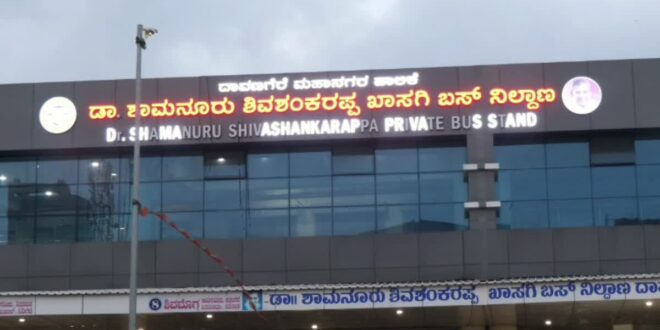 ದಾವಣಗೆರೆ ಮಹಾನಗರ ಪಾಲಿಕೆ
ಡಾ. ಶಾಮನೂರು ಶಿವಶಂಕರಪ್ಪ ಖಾಸಗಿ ಬಸ್ ನಿಲ್ದಾಣ
DR. SHAMANURU SHIVASHANKARAPPA PRIVATE BUS STAND
ಡಾ|| ಶಾಮನೂರು ಶಿವಶಂಕರಪ್ಪ ಖಾಸಗಿ ಬಸ್ ನಿಲ್ದಾಣ ದಾವ